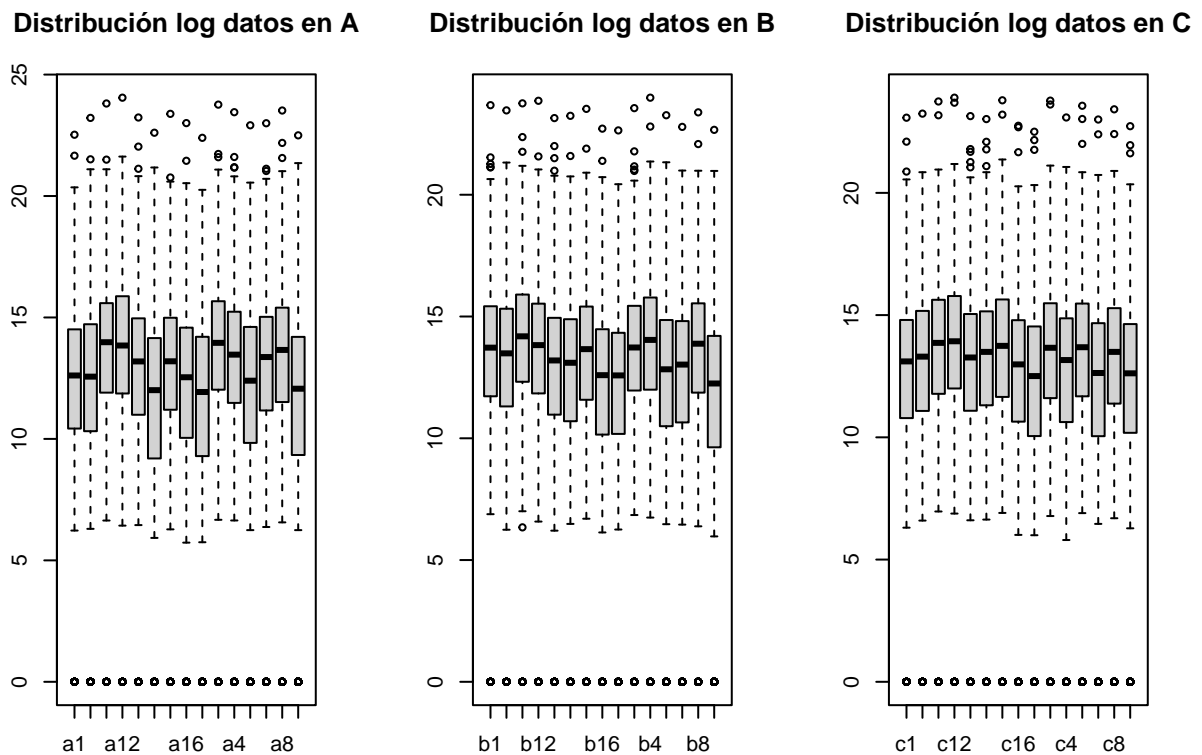 Distribución log datos en A
Distribución log datos en B
Distribución log datos en C
25
20
15
10
5
0
20
15
10
5
0
20
15
10
5
0
a1 a12 a16 a4 a8
b1 b12 b16 b4 b8
c1 c12 c16 c4 c8